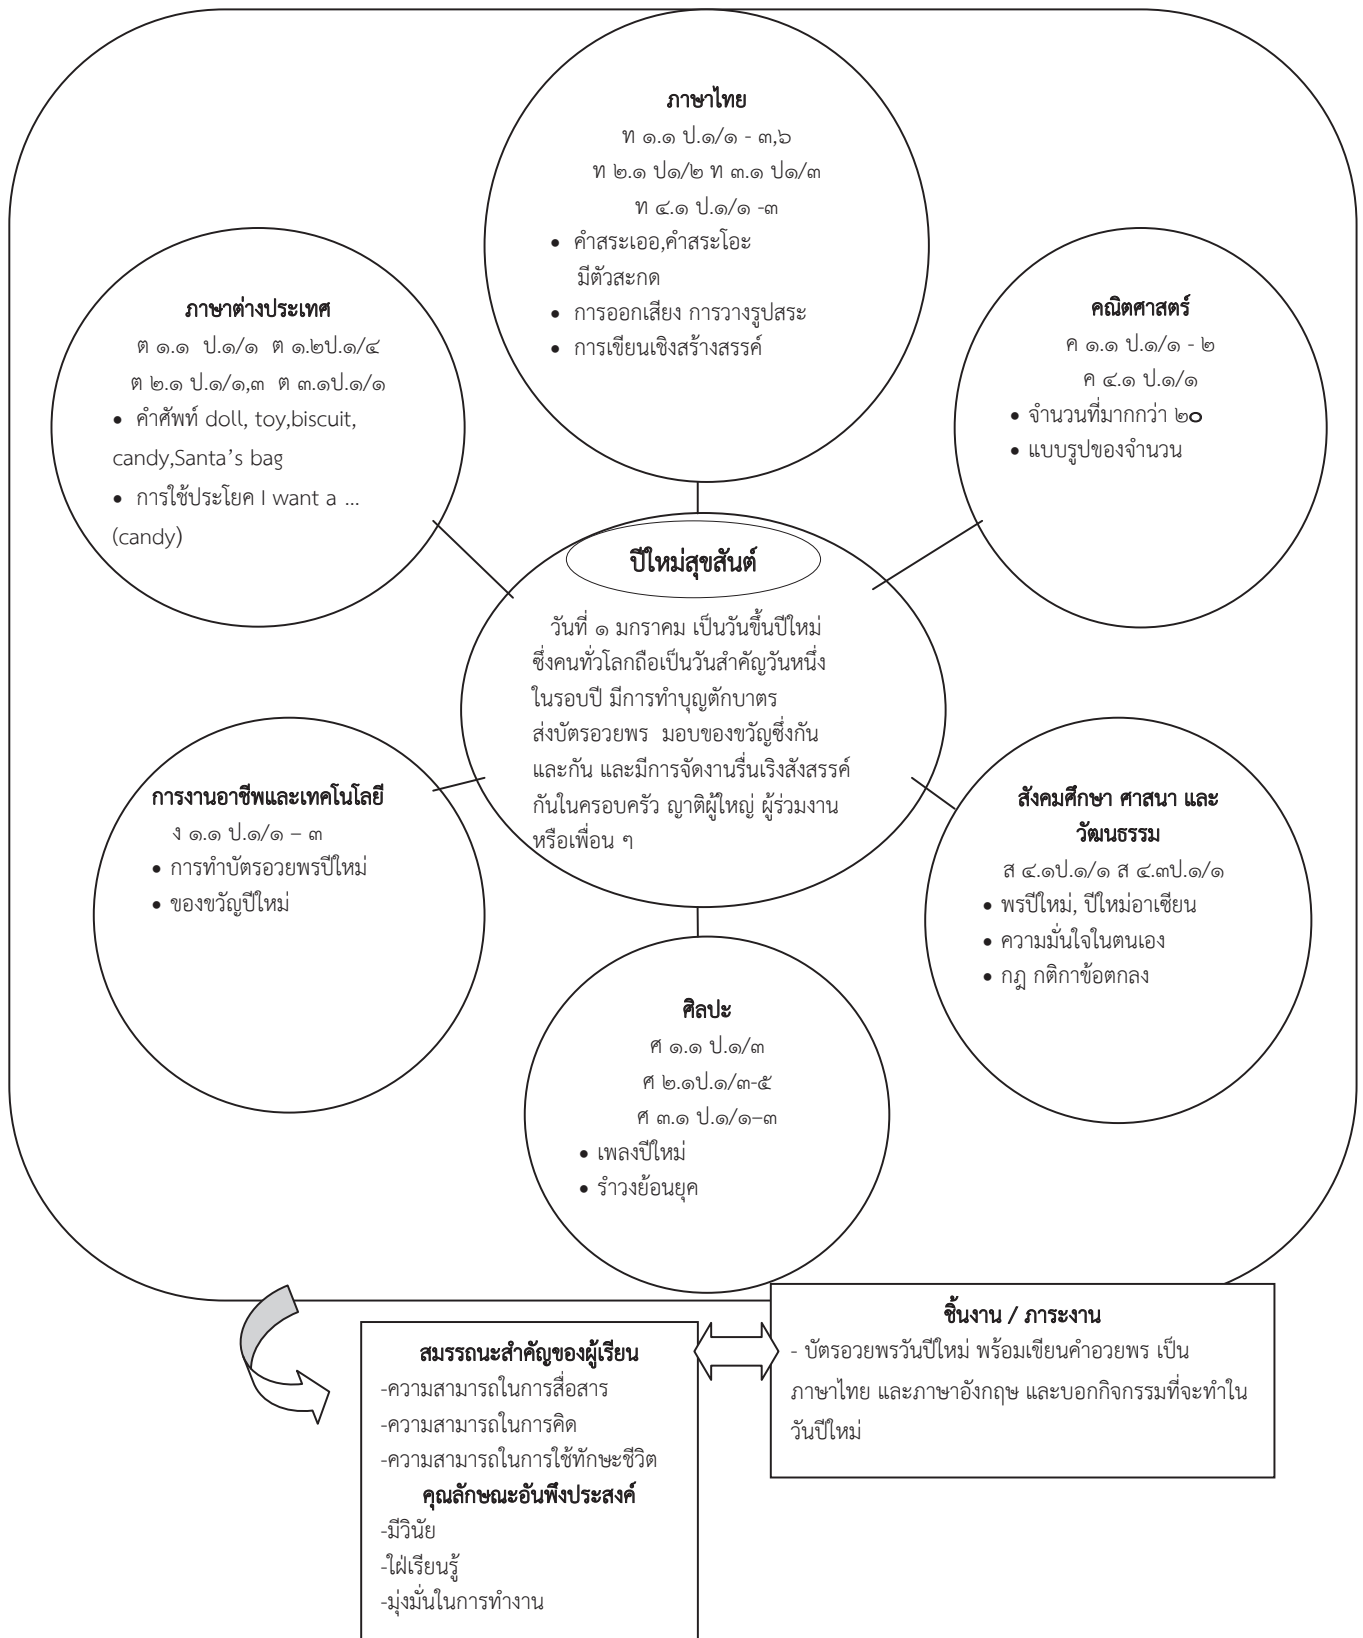 ภาษาไทย
ท ๑.๑ ป.๑/๑ - ๓,๖
ท ๒.๑ ป๑/๒ ท ๓.๑ ป๑/๓
ท ๔.๑ ป.๑/๑ -๓
• คำสระเออ,คำสระโอะ
มีตัวสะกด
• การออกเสียง การวางรูปสระ
• การเขียนเชิงสร้างสรรค์
ภาษาต่างประเทศ
ต ๑.๑ ป.๑/๑ ต ๑.๒ป.๑/๔
ต ๒.๑ ป.๑/๑,๓ ต ๓.๑ป.๑/๑
• คำศัพท์ doll, toy,biscuit,
candy,Santa’s bag
• การใช้ประโยค I want a ...
(candy)
คณิตศาสตร์
ค ๑.๑ ป.๑/๑ - ๒
ค ๔.๑ ป.๑/๑
• จำนวนที่มากกว่า ๒๐
• แบบรูปของจำนวน
ปีใหม่สุขสันต์
วันที่ ๑ มกราคม เป็นวันขึ้นปีใหม่
ซึ่งคนทั่วโลกถือเป็นวันสำคัญวันหนึ่ง
ในรอบปี มีการทำบุญตักบาตร
ส่งบัตรอวยพร มอบของขวัญซึ่งกัน
และกัน และมีการจัดงานรื่นเริงสังสรรค์
กันในครอบครัว ญาติผู้ใหญ่ ผู้ร่วมงาน
หรือเพื่อน ๆ
การงานอาชีพและเทคโนโลยี
ง ๑.๑ ป.๑/๑ – ๓
• การทำบัตรอวยพรปีใหม่
• ของขวัญปีใหม่
สังคมศึกษา ศาสนา และ
วัฒนธรรม
ส ๔.๑ป.๑/๑ ส ๔.๓ป.๑/๑
• พรปีใหม่, ปีใหม่อาเซียน
• ความมั่นใจในตนเอง
• กฎ กติกาข้อตกลง
ศิลปะ
ศ ๑.๑ ป.๑/๓
ศ ๒.๑ป.๑/๓-๕
ศ ๓.๑ ป.๑/๑–๓
• เพลงปีใหม่
• รำวงย้อนยุค
สมรรถนะสำคัญของผู้เรียน
-ความสามารถในการสื่อสาร
-ความสามารถในการคิด
-ความสามารถในการใช้ทักษะชีวิต
คุณลักษณะอันพึงประสงค์
-มีวินัย
-ใฝ่เรียนรู้
-มุ่งมั่นในการทำงาน
ชิ้นงาน / ภาระงาน
- บัตรอวยพรวันปีใหม่ พร้อมเขียนคำอวยพร เป็น
ภาษาไทย และภาษาอังกฤษ และบอกกิจกรรมที่จะทำใน
วันปีใหม่